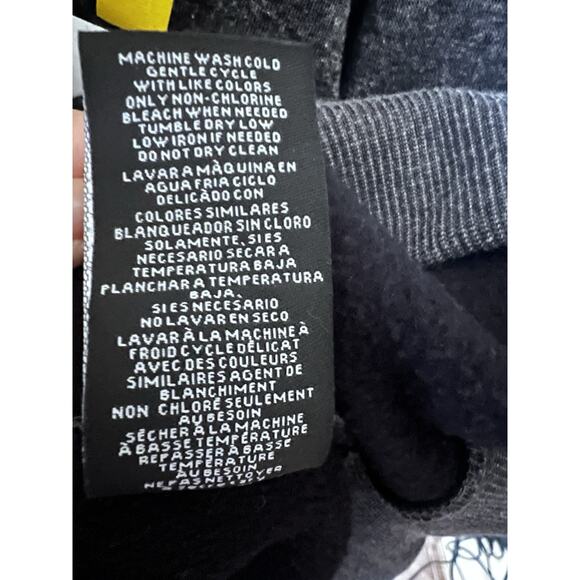 MACHINE WASH COLD
GENTLE CYCLE
WITH LIKE COLORS
ONLY NON-CHLORINE
BLEACH WHEN NEEDED
TUMBLE DRY LOW
LOW IRON IF NEEDED
DO NOT DRY CLEAN
LAVAR A MÀQUINA EN
AGUA FRIA CICLO
DELICADO CON
COLORES SIMILARES
BLANQUEADOR SIN CLORO
SOLAMENTE, SI ES
NECESARIO SECAR A
TEMPERATURA BAJA
PLANCHAR A TEMPERATURA
BAJA,
SI ES NECESARIO
NO LAVAR EN SECO
LAVAR À LA MACHINE À
FROID CYCLE DÉLICAT
AVEC DES COULEURS
SIMILAIRES AGENT DE
BLANCHIMENT
NON CHLORÉ SEULEMENT
AU BESOIN
SÉCHER À LA MACHINE
À BASSE TEMPÉRATURE
REPASSER À BASSE
TEMPÉRATURE
AU BESOIN
NE PAS NETTOYER